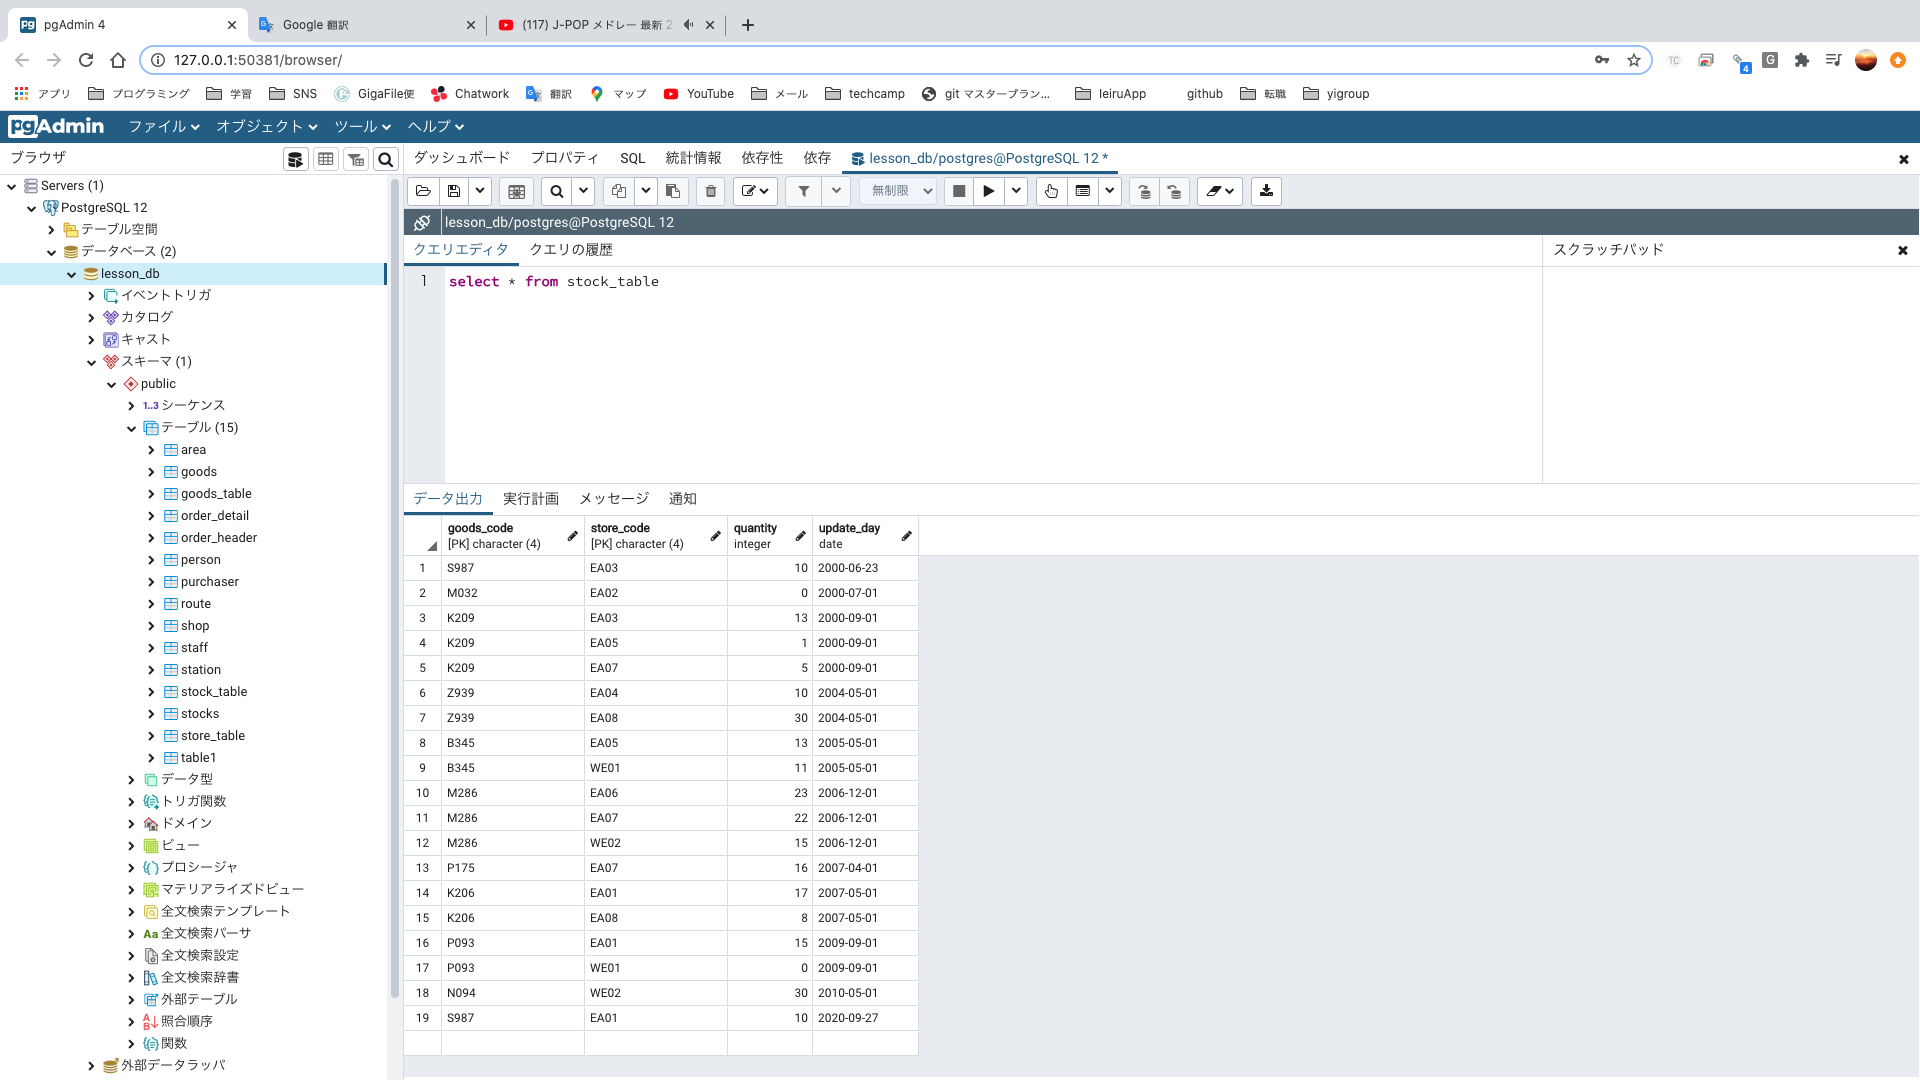 pgAdmin 4
Google 翻訳
(117) J-POP メドレー 最新 2
127.0.0.1:50381/browser/
TC
4
G
アプリ
プログラミング
学習
SNS
GigaFile便
Chatwork
翻訳
マップ
YouTube
メール
techcamp
git マスタープラン...
leiruApp
github
転職
yigroup
pgAdmin
ファイル
オブジェクト
ツール
ヘルプ
ブラウザ
ダッシュボード
プロパティ
SQL
統計情報
依存性
依存
lesson_db/postgres@PostgreSQL 12 *
無制限
lesson_db/postgres@PostgreSQL 12
クエリエディタ
クエリの履歴
スクラッチパッド
1 select * from stock_table
Servers (1)
PostgreSQL 12
テーブル空間
データベース (2)
lesson_db
イベントトリガ
カタログ
キャスト
スキーマ (1)
public
1..3 シーケンス
テーブル (15)
area
goods
goods_table
order_detail
order_header
person
purchaser
route
shop
staff
station
stock_table
stocks
store_table
table1
データ型
トリガ関数
ドメイン
ビュー
プロシージャ
マテリアライズドビュー
全文検索テンプレート
Aa 全文検索パーサ
全文検索設定
全文検索辞書
外部テーブル
照合順序
関数
外部データラッパ
データ出力
実行計画
メッセージ
通知
goods_code [PK] character (4)
store_code [PK] character (4)
quantity integer
update_day date
1 S987 EA03 10 2000-06-23
2 M032 EA02 0 2000-07-01
3 K209 EA03 13 2000-09-01
4 K209 EA05 1 2000-09-01
5 K209 EA07 5 2000-09-01
6 Z939 EA04 10 2004-05-01
7 Z939 EA08 30 2004-05-01
8 B345 EA05 13 2005-05-01
9 B345 WE01 11 2005-05-01
10 M286 EA06 23 2006-12-01
11 M286 EA07 22 2006-12-01
12 M286 WE02 15 2006-12-01
13 P175 EA07 16 2007-04-01
14 K206 EA01 17 2007-05-01
15 K206 EA08 8 2007-05-01
16 P093 EA01 15 2009-09-01
17 P093 WE01 0 2009-09-01
18 N094 WE02 30 2010-05-01
19 S987 EA01 10 2020-09-27